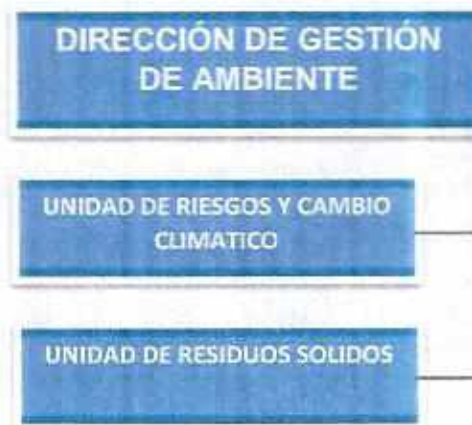 DIRECCIÓN DE GESTIÓN
DE AMBIENTE
UNIDAD DE RIESGOS Y CAMBIO
CLIMATICO
UNIDAD DE RESIDUOS SOLIDOS